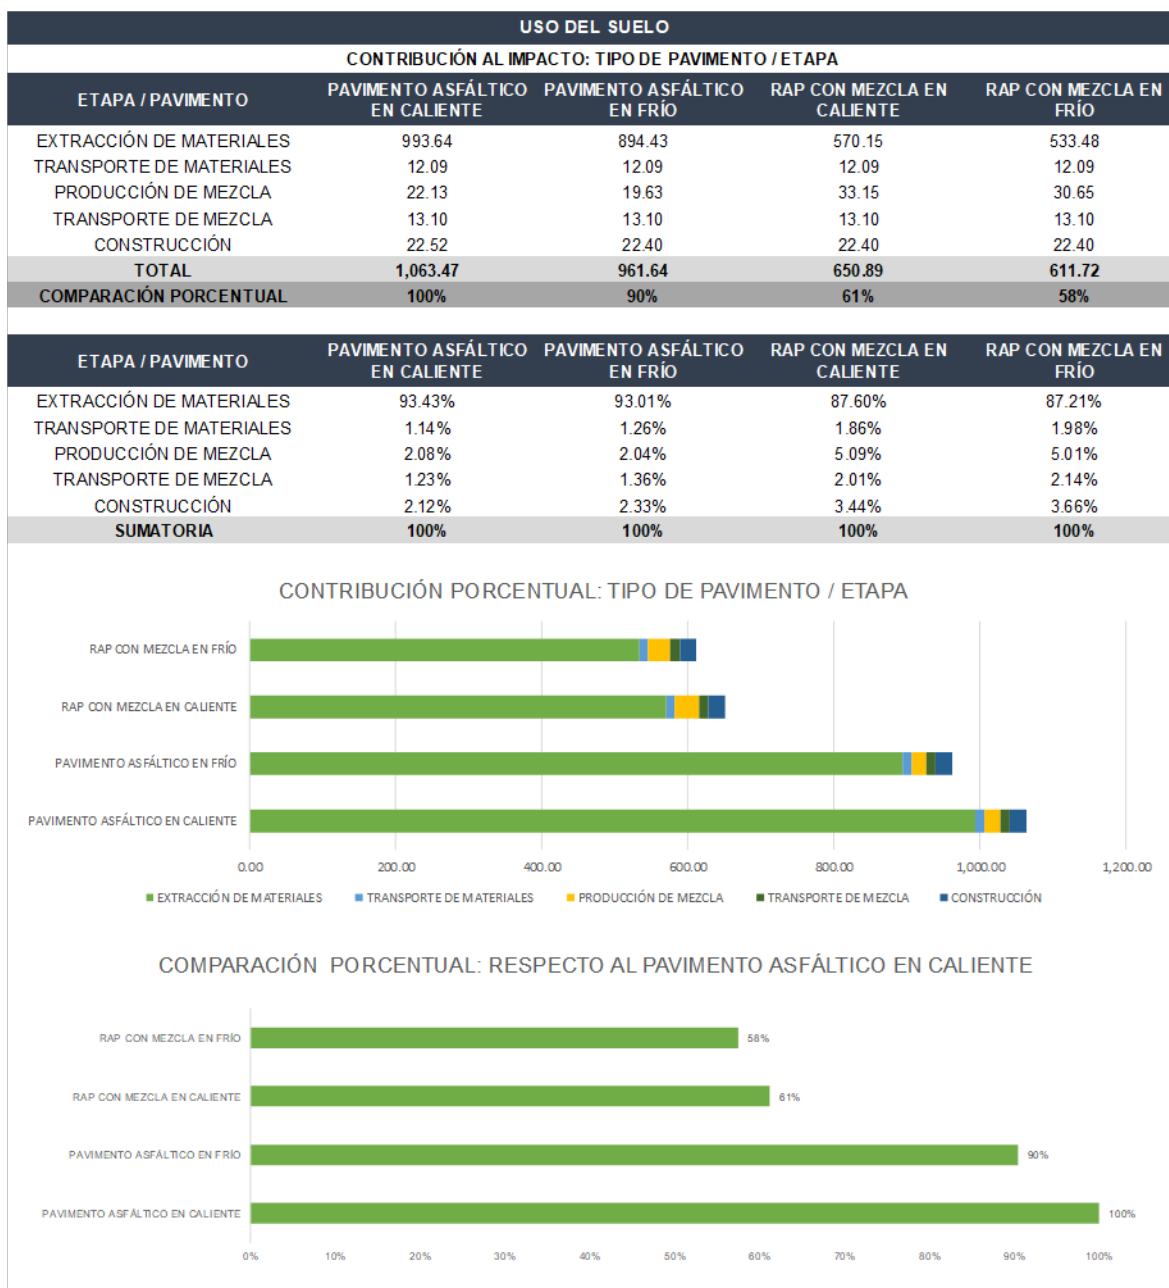 USO DEL SUELO
CONTRIBUCIÓN AL IMPACTO: TIPO DE PAVIMENTO / ETAPA
ETAPA / PAVIMENTO PAVIMENTO ASFÁLTICO EN CALIENTE PAVIMENTO ASFÁLTICO EN FRÍO RAP CON MEZCLA EN CALIENTE RAP CON MEZCLA EN FRÍO
EXTRACCIÓN DE MATERIALES 993.64 894.43 570.15 533.48
TRANSPORTE DE MATERIALES 12.09 12.09 12.09 12.09
PRODUCCIÓN DE MEZCLA 22.13 19.63 33.15 30.65
TRANSPORTE DE MEZCLA 13.10 13.10 13.10 13.10
CONSTRUCCIÓN 22.52 22.40 22.40 22.40
TOTAL 1,063.47 961.64 650.89 611.72
COMPARACIÓN PORCENTUAL 100% 90% 61% 58%
ETAPA / PAVIMENTO PAVIMENTO ASFÁLTICO EN CALIENTE PAVIMENTO ASFÁLTICO EN FRÍO RAP CON MEZCLA EN CALIENTE RAP CON MEZCLA EN FRÍO
EXTRACCIÓN DE MATERIALES 93.43% 93.01% 87.60% 87.21%
TRANSPORTE DE MATERIALES 1.14% 1.26% 1.86% 1.98%
PRODUCCIÓN DE MEZCLA 2.08% 2.04% 5.09% 5.01%
TRANSPORTE DE MEZCLA 1.23% 1.36% 2.01% 2.14%
CONSTRUCCIÓN 2.12% 2.33% 3.44% 3.66%
SUMATORIA 100% 100% 100% 100%
CONTRIBUCIÓN PORCENTUAL: TIPO DE PAVIMENTO / ETAPA
RAP CON MEZCLA EN FRÍO
RAP CON MEZCLA EN CALIENTE
PAVIMENTO ASFÁLTICO EN FRÍO
PAVIMENTO ASFÁLTICO EN CALIENTE
0.00 200.00 400.00 600.00 800.00 1,000.00 1,200.00
EXTRACCIÓN DE MATERIALES TRANSPORTE DE MATERIALES PRODUCCIÓN DE MEZCLA TRANSPORTE DE MEZCLA CONSTRUCCIÓN
COMPARACIÓN PORCENTUAL: RESPECTO AL PAVIMENTO ASFÁLTICO EN CALIENTE
RAP CON MEZCLA EN FRÍO 58%
RAP CON MEZCLA EN CALIENTE 61%
PAVIMENTO ASFÁLTICO EN FRÍO 90%
PAVIMENTO ASFÁLTICO EN CALIENTE 100%
0% 10% 20% 30% 40% 50% 60% 70% 80% 90% 100%